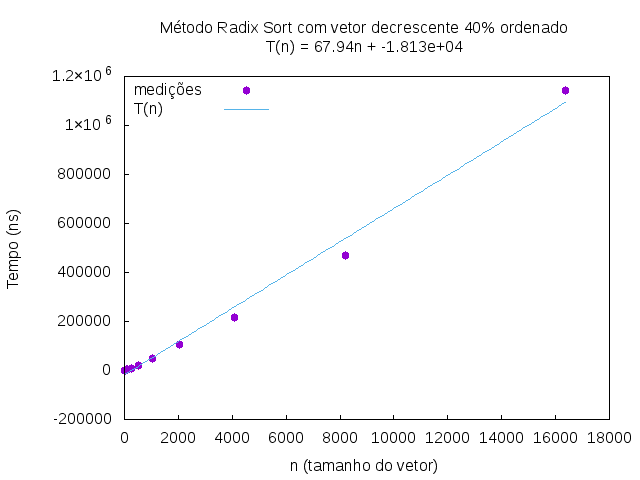 Método Radix Sort com vetor decrescente 40% ordenado
T(n) = 67.94n + -1.813e+04
1.2×10⁶
1×10⁶
800000
600000
400000
200000
0
-200000
medições
T(n)
Tempo (ns)
0 2000 4000 6000 8000 10000 12000 14000 16000 18000
n (tamanho do vetor)